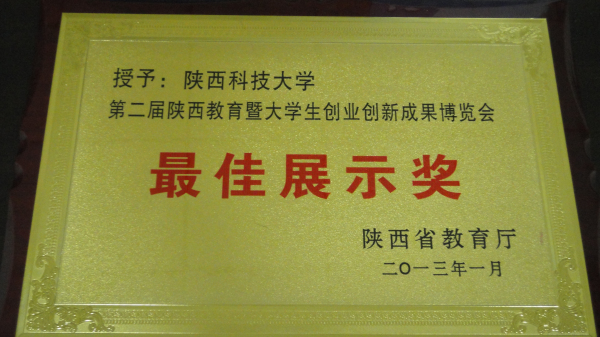 授予：陕西科技大学
第二届陕西教育暨大学生创业创新成果博览会
最佳展示奖
陕西省教育厅
二〇一三年一月